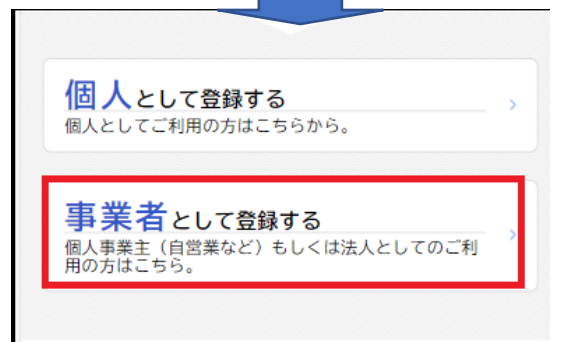 個人として登録する
個人としてご利用の方はこちらから。
事業者として登録する
個人事業主（自営業など）もしくは法人としてのご利
用の方はこちら。